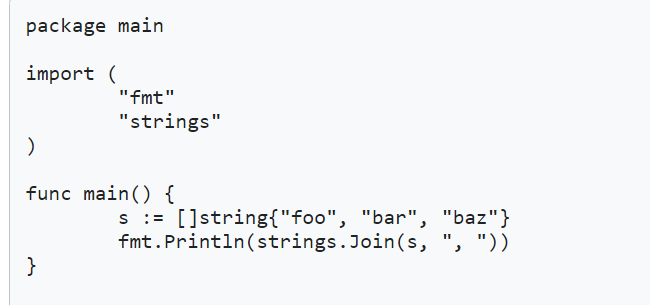 package main
import (
"fmt"
"strings"
)
func main() {
s := []string{"foo", "bar", "baz"}
fmt.Println(strings.Join(s, ", "))
}